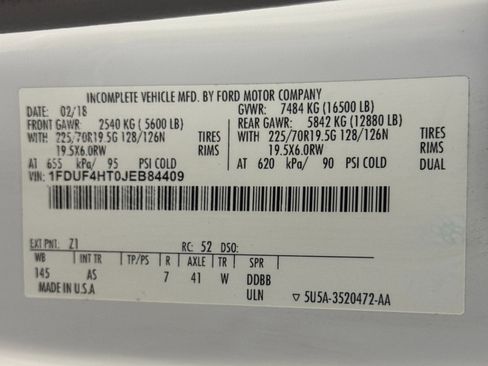 INCOMPLETE VEHICLE MFD. BY FORD MOTOR COMPANY
DATE: 02/18 GVWR: 7484 KG (16500 LB)
FRONT GAWR: 2540 KG (5600 LB) REAR GAWR: 5842 KG (12880 LB)
WITH 225/70R19.5G 128/126N TIRES WITH 225/70R19.5G 128/126N TIRES
19.5X6.0RW RIMS 19.5X6.0RW RIMS
AT 655 kPa/ 95 PSI COLD AT 620 kPa/ 90 PSI COLD DUAL
VIN: 1FDUF4HT0JEB84409
EXT PNT: Z1 RC: 52 DSO:
WB INT TR TP/PS R AXLE TR SPR
145 AS 7 41 W DDBB
MADE IN U.S.A ULN ▽ 5U5A-3520472-AA